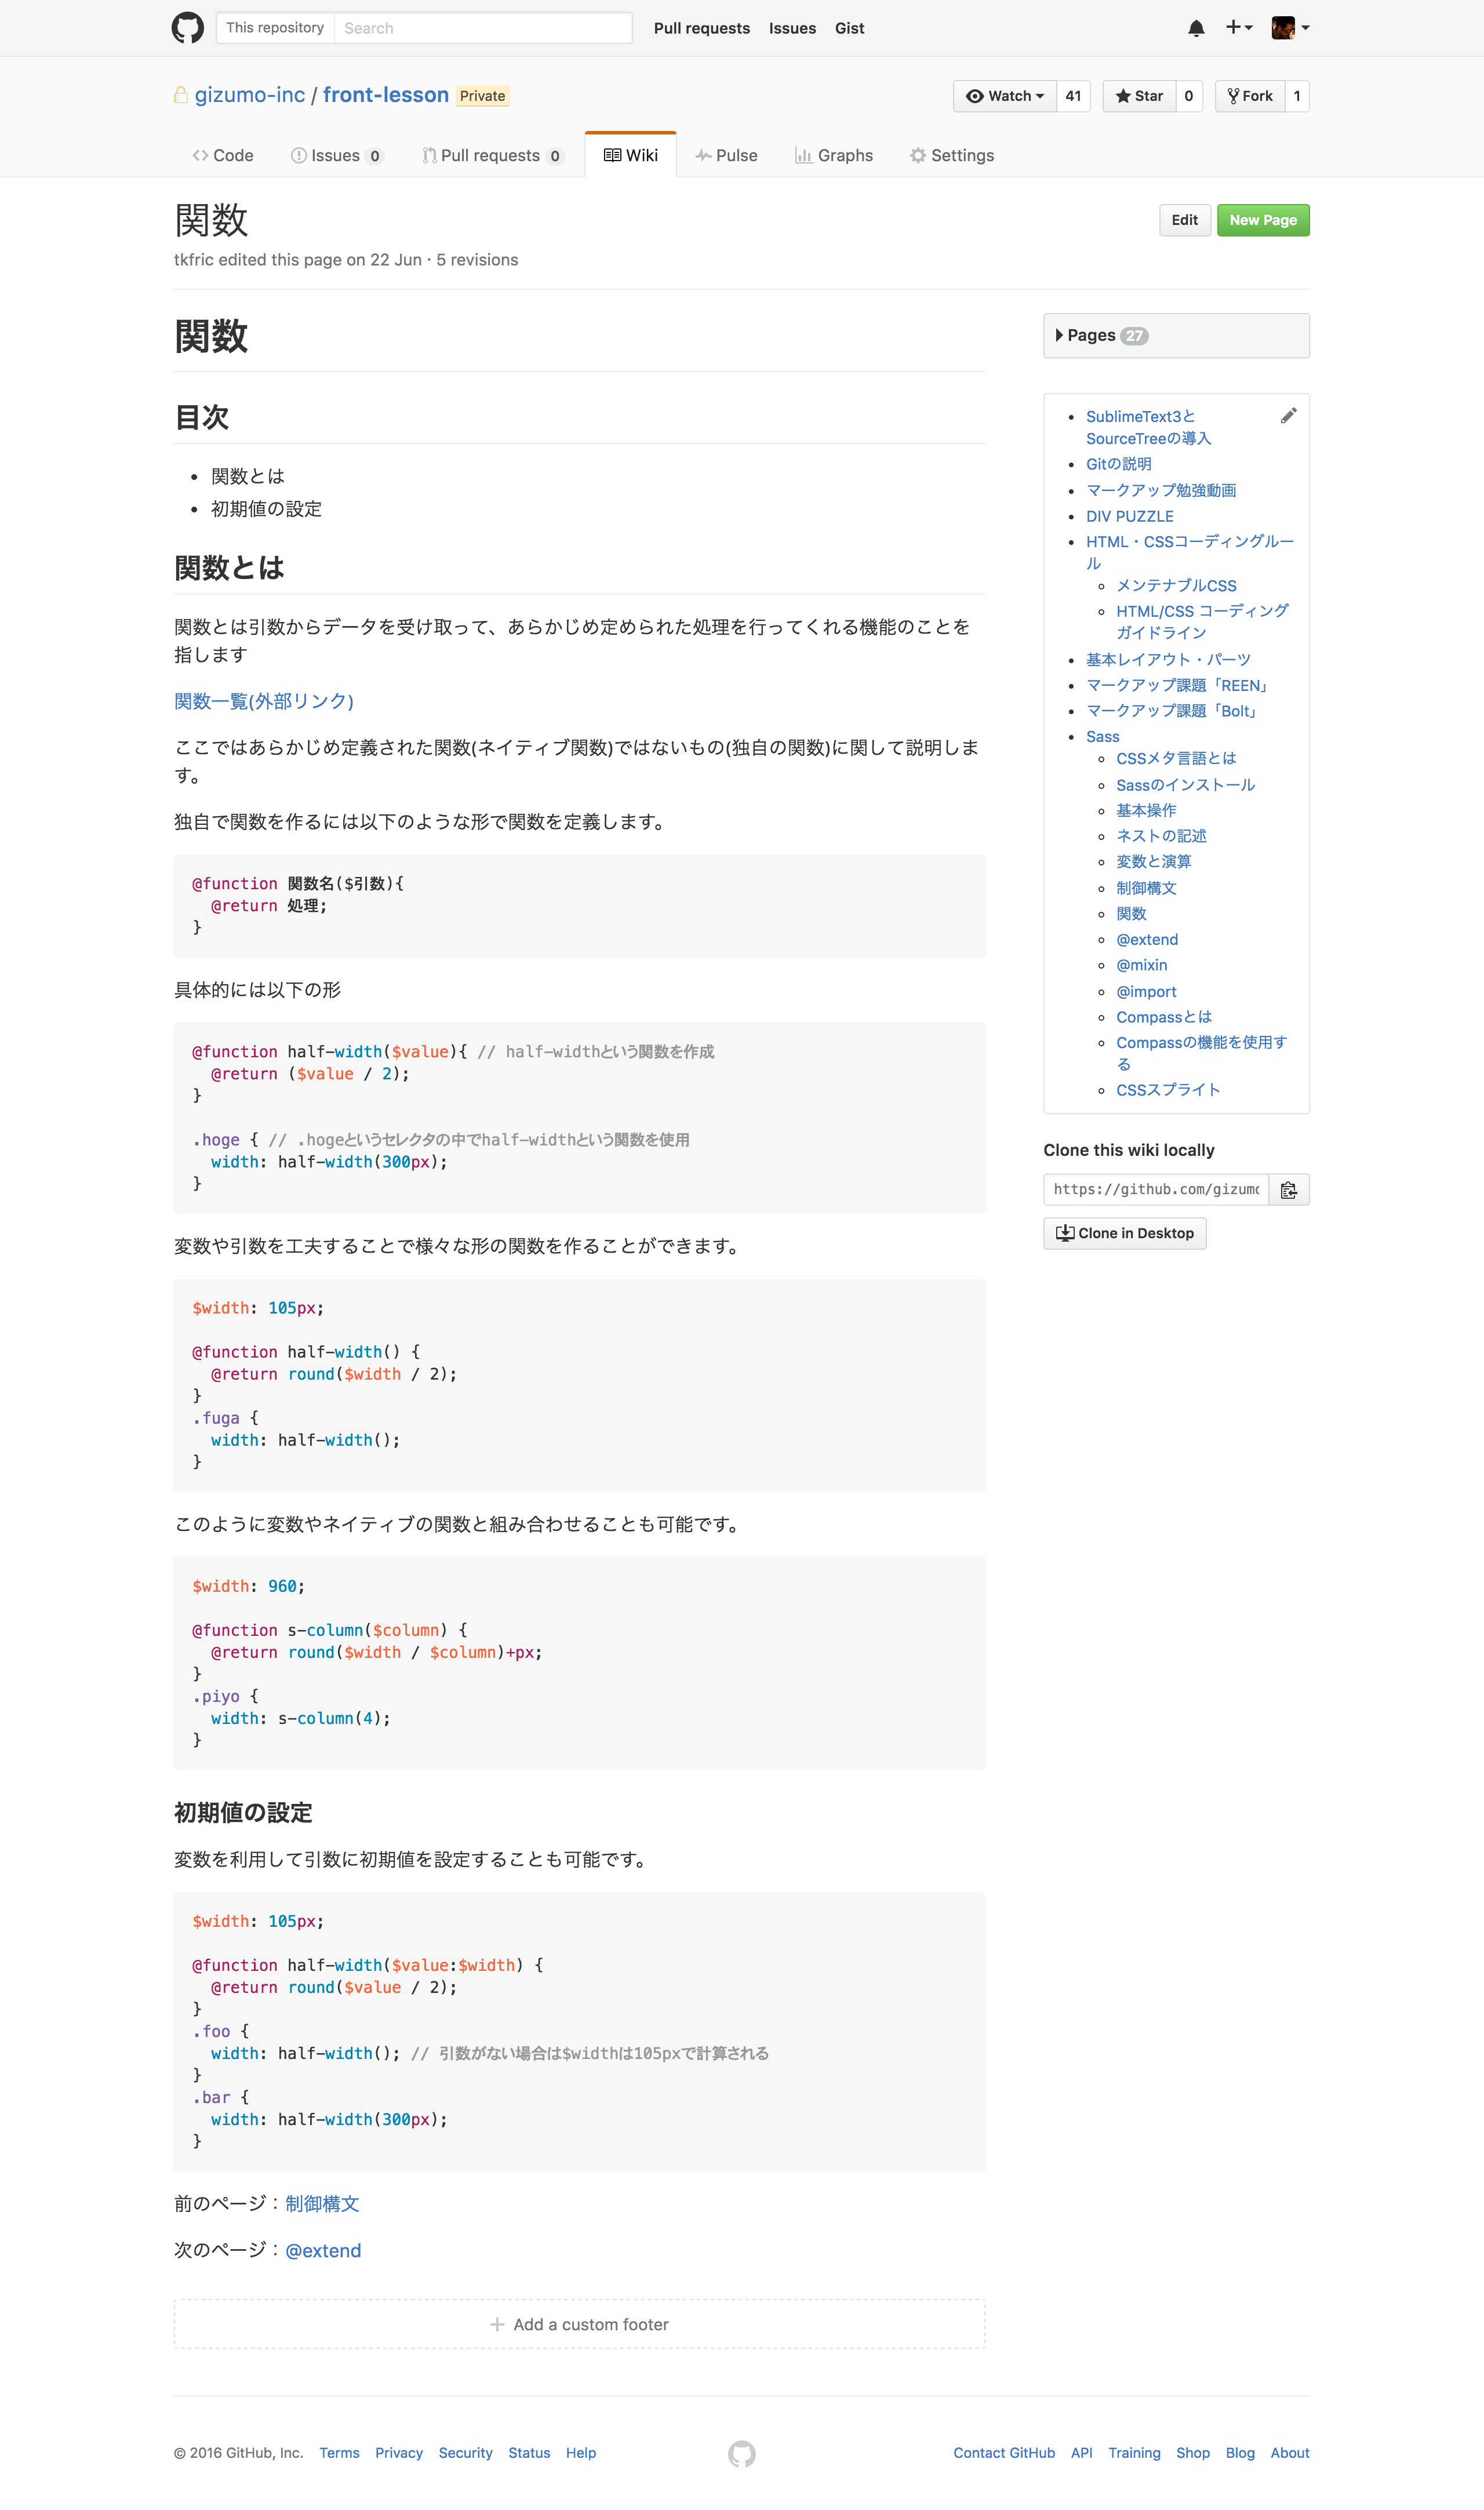 This repository Search Pull requests Issues Gist
gizumo-inc / front-lesson Private Watch 41 Star 0 Fork 1
Code Issues 0 Pull requests 0 Wiki Pulse Graphs Settings
関数 Edit New Page
tkfric edited this page on 22 Jun · 5 revisions
関数
目次
関数とは
初期値の設定
関数とは
関数とは引数からデータを受け取って、あらかじめ定められた処理を行ってくれる機能のことを
指します
関数一覧(外部リンク)
ここではあらかじめ定義された関数(ネイティブ関数)ではないもの(独自の関数)に関して説明しま
す。
独自で関数を作るには以下のような形で関数を定義します。
@function 関数名($引数){
  @return 処理;
}
具体的には以下の形
@function half-width($value){ // half-widthという関数を作成
  @return ($value / 2);
}
.hoge { // .hogeというセレクタの中でhalf-widthという関数を使用
  width: half-width(300px);
}
変数や引数を工夫することで様々な形の関数を作ることができます。
$width: 105px;
@function half-width() {
  @return round($width / 2);
}
.fuga {
  width: half-width();
}
このように変数やネイティブの関数と組み合わせることも可能です。
$width: 960;
@function s-column($column) {
  @return round($width / $column)+px;
}
.piyo {
  width: s-column(4);
}
初期値の設定
変数を利用して引数に初期値を設定することも可能です。
$width: 105px;
@function half-width($value:$width) {
  @return round($value / 2);
}
.foo {
  width: half-width(); // 引数がない場合は$widthは105pxで計算される
}
.bar {
  width: half-width(300px);
}
前のページ：制御構文
次のページ：@extend
Add a custom footer
Pages 27
SublimeText3と
SourceTreeの導入
Gitの説明
マークアップ勉強動画
DIV PUZZLE
HTML・CSSコーディングルー
ル
メンテナブルCSS
HTML/CSS コーディング
ガイドライン
基本レイアウト・パーツ
マークアップ課題「REEN」
マークアップ課題「Bolt」
Sass
CSSメタ言語とは
Sassのインストール
基本操作
ネストの記述
変数と演算
制御構文
関数
@extend
@mixin
@import
Compassとは
Compassの機能を使用す
る
CSSスプライト
Clone this wiki locally
https://github.com/gizumo
Clone in Desktop
© 2016 GitHub, Inc. Terms Privacy Security Status Help Contact GitHub API Training Shop Blog About